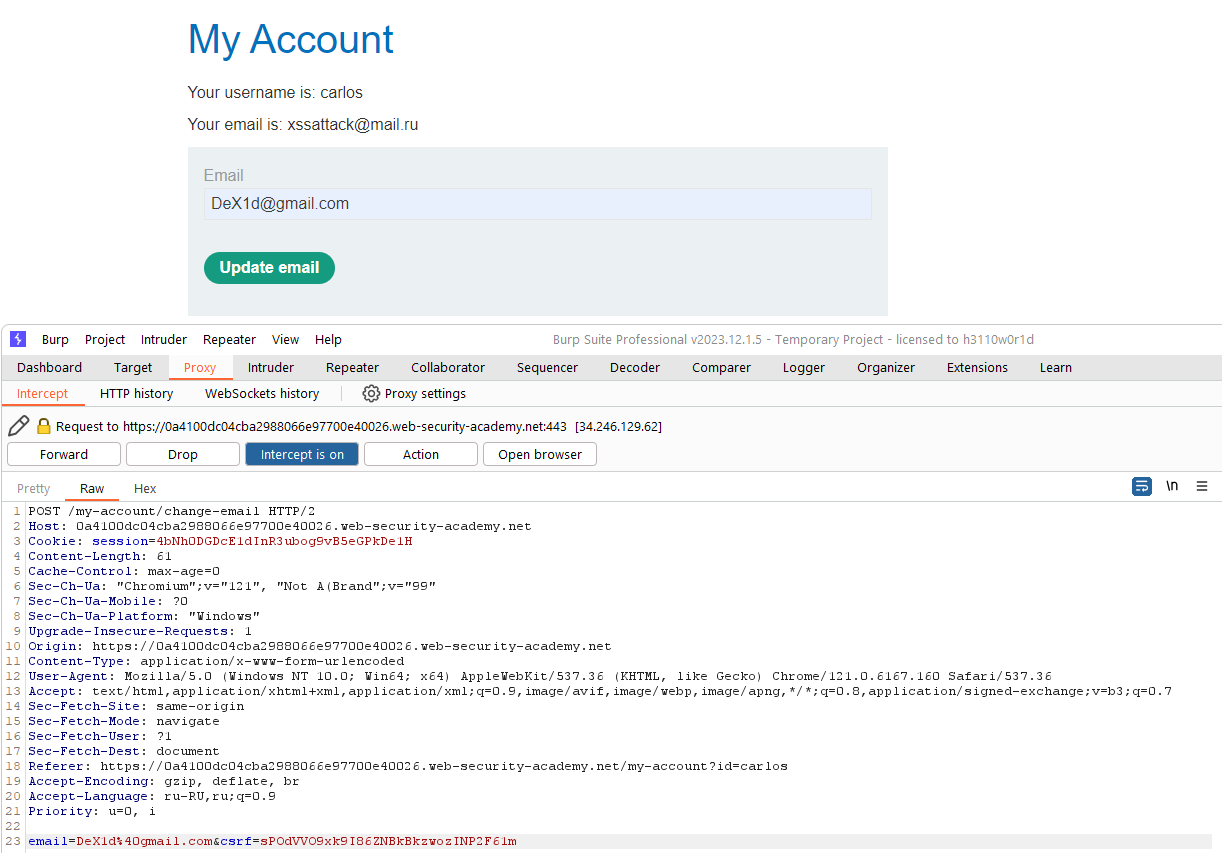 My Account
Your username is: carlos
Your email is: xssattack@mail.ru
Email
DeX1d@gmail.com
Update email
Burp Project Intruder Repeater View Help Burp Suite Professional v2023.12.1.5 - Temporary Project - licensed to h3110w0r1d
Dashboard Target Proxy Intruder Repeater Collaborator Sequencer Decoder Comparer Logger Organizer Extensions Learn
Intercept HTTP history WebSockets history Proxy settings
Request to https://0a4100dc04cba2988066e97700e40026.web-security-academy.net:443 [34.246.129.62]
Forward Drop Intercept is on Action Open browser
Pretty Raw Hex \n
1 POST /my-account/change-email HTTP/2
2 Host: 0a4100dc04cba2988066e97700e40026.web-security-academy.net
3 Cookie: session=4bNhODGDcE1dInR3ubog9vB5eGPkDe1H
4 Content-Length: 61
5 Cache-Control: max-age=0
6 Sec-Ch-Ua: "Chromium";v="121", "Not A(Brand";v="99"
7 Sec-Ch-Ua-Mobile: ?0
8 Sec-Ch-Ua-Platform: "Windows"
9 Upgrade-Insecure-Requests: 1
10 Origin: https://0a4100dc04cba2988066e97700e40026.web-security-academy.net
11 Content-Type: application/x-www-form-urlencoded
12 User-Agent: Mozilla/5.0 (Windows NT 10.0; Win64; x64) AppleWebKit/537.36 (KHTML, like Gecko) Chrome/121.0.6167.160 Safari/537.36
13 Accept: text/html,application/xhtml+xml,application/xml;q=0.9,image/avif,image/webp,image/apng,*/*;q=0.8,application/signed-exchange;v=b3;q=0.7
14 Sec-Fetch-Site: same-origin
15 Sec-Fetch-Mode: navigate
16 Sec-Fetch-User: ?1
17 Sec-Fetch-Dest: document
18 Referer: https://0a4100dc04cba2988066e97700e40026.web-security-academy.net/my-account?id=carlos
19 Accept-Encoding: gzip, deflate, br
20 Accept-Language: ru-RU,ru;q=0.9
21 Priority: u=0, i
22
23 email=DeX1d%40gmail.com&csrf=sPOdVVO9xk9I86ZNBkBkzwozINP2F61m